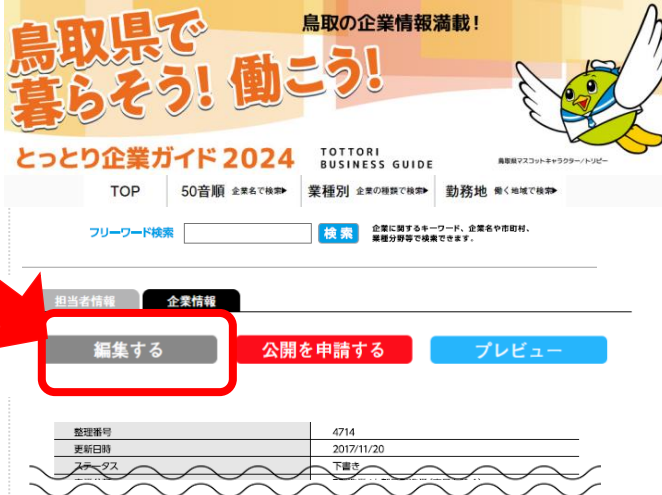 鳥取の企業情報満載！
鳥取県で
暮らそう！働こう！
とっとり企業ガイド 2024 TOTTORI BUSINESS GUIDE
鳥取県マスコットキャラクター／トリピー
TOP 50音順 企業名で検索▶ 業種別 企業の種類で検索▶ 勤務地 働く地域で検索▶
フリーワード検索 検索 企業に関するキーワード、企業名や市町村、
業種分野等で検索できます。
担当者情報 企業情報
編集する 公開を申請する プレビュー
整理番号 4714
更新日時 2017/11/20
ステータス 下書き